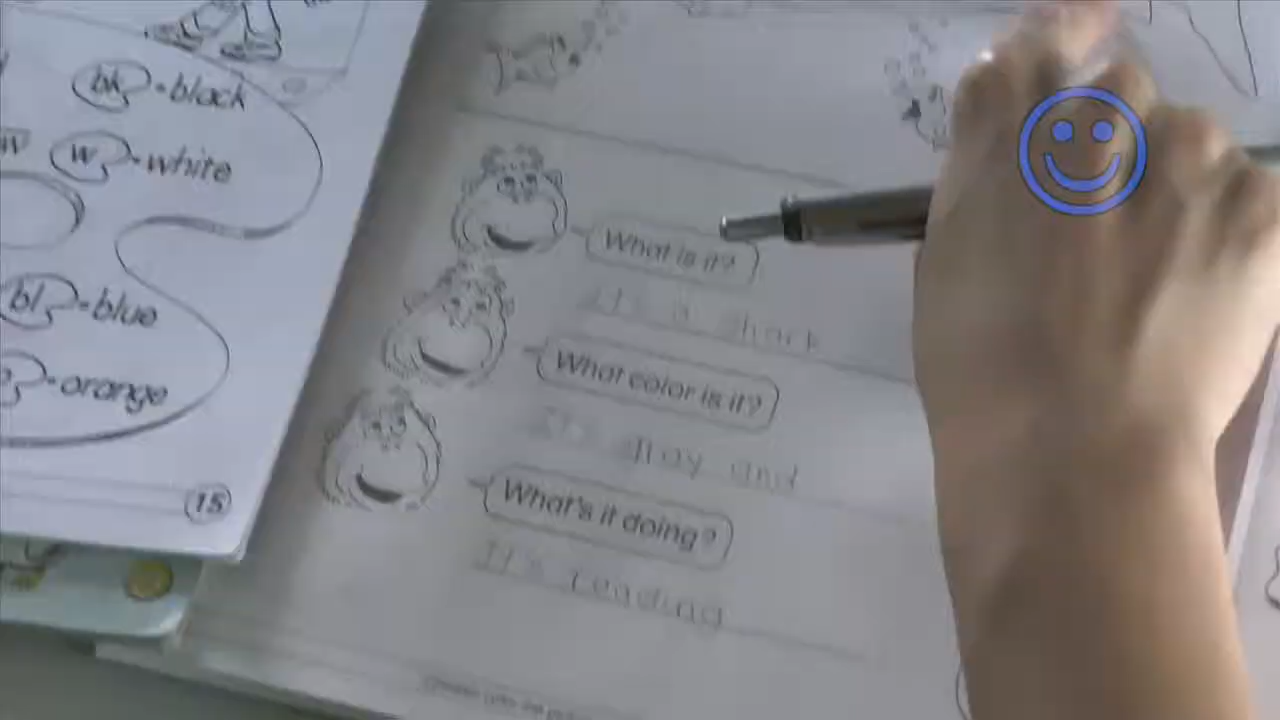 bk = black
w = white
bl = blue
= orange
15
What is it?
It's a shark
What color is it?
It's gray and
What's it doing?
It's reading